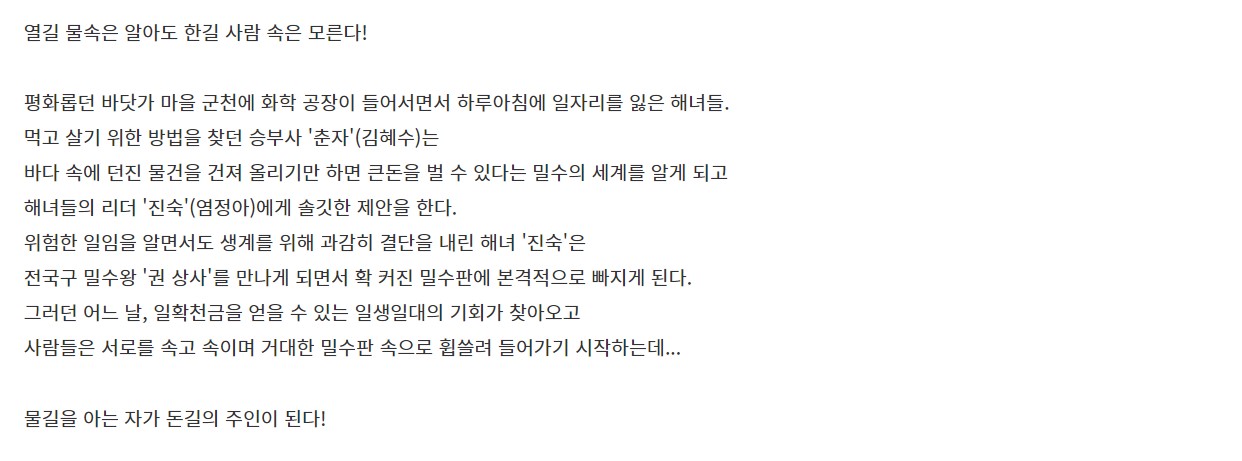 열길 물속은 알아도 한길 사람 속은 모른다!
평화롭던 바닷가 마을 군천에 화학 공장이 들어서면서 하루아침에 일자리를 잃은 해녀들.
먹고 살기 위한 방법을 찾던 승부사 '춘자'(김혜수)는
바다 속에 던진 물건을 건져 올리기만 하면 큰돈을 벌 수 있다는 밀수의 세계를 알게 되고
해녀들의 리더 '진숙'(염정아)에게 솔깃한 제안을 한다.
위험한 일임을 알면서도 생계를 위해 과감히 결단을 내린 해녀 '진숙'은
전국구 밀수왕 '권 상사'를 만나게 되면서 확 커진 밀수판에 본격적으로 빠지게 된다.
그러던 어느 날, 일확천금을 얻을 수 있는 일생일대의 기회가 찾아오고
사람들은 서로를 속고 속이며 거대한 밀수판 속으로 휩쓸려 들어가기 시작하는데...
물길을 아는 자가 돈길의 주인이 된다!